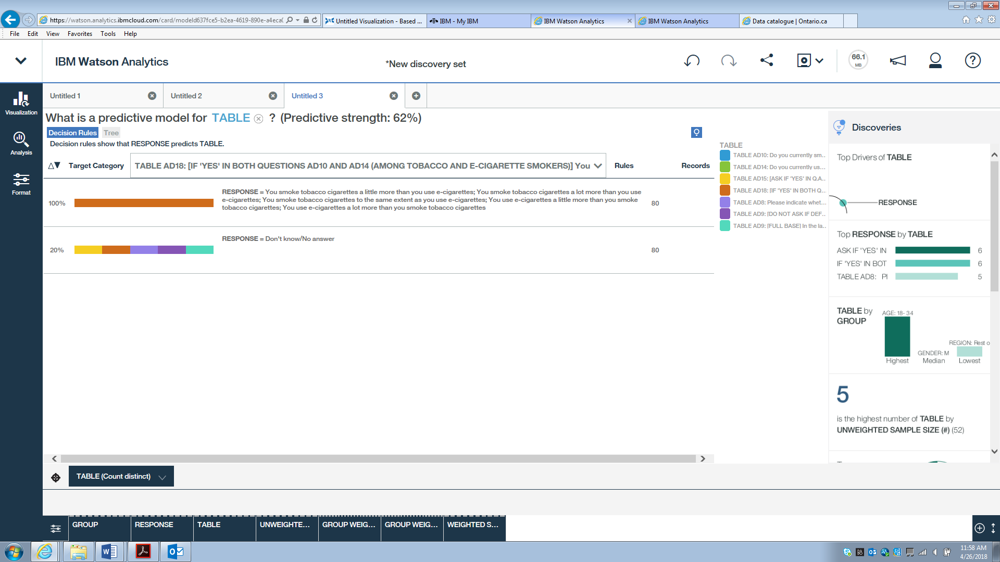 https://watson.analytics.ibmcloud.com/card/modeld637fce5-b2ea-4619-890e-a4eca0
Untitled Visualization - Based ...
IBM - My IBM
IBM Watson Analytics
IBM Watson Analytics
Data catalogue | Ontario.ca
File Edit View Favorites Tools Help
IBM Watson Analytics
*New discovery set
66.1
MB
Untitled 1
Untitled 2
Untitled 3
Visualization
Analysis
Format
What is a predictive model for TABLE ? (Predictive strength: 62%)
Decision Rules Tree
Decision rules show that RESPONSE predicts TABLE.
Target Category
TABLE AD18: [IF 'YES' IN BOTH QUESTIONS AD10 AND AD14 (AMONG TOBACCO AND E-CIGARETTE SMOKERS)] You
Rules
Records
100%
RESPONSE = You smoke tobacco cigarettes a little more than you use e-cigarettes; You smoke tobacco cigarettes a lot more than you use
e-cigarettes; You smoke tobacco cigarettes to the same extent as you use e-cigarettes; You use e-cigarettes a little more than you smoke
tobacco cigarettes; You use e-cigarettes a lot more than you smoke tobacco cigarettes
80
20%
RESPONSE = Don't know/No answer
80
TABLE
TABLE AD10: Do you currently sm...
TABLE AD14: Do you currently us...
TABLE AD15: [ASK IF 'YES' IN Q.A...
TABLE AD18: [IF 'YES' IN BOTH Q...
TABLE AD8: Please indicate whet...
TABLE AD9: [DO NOT ASK IF DEF...
TABLE AD9: [FULL BASE] In the la...
Discoveries
Top Drivers of TABLE
RESPONSE
Top RESPONSE by TABLE
ASK IF 'YES' IN 6
IF 'YES' IN BOT 6
TABLE AD8: Pl 5
TABLE by
GROUP
AGE: 18- 34
Highest
GENDER: M
Median
REGION: Rest o
Lowest
5
is the highest number of TABLE by
UNWEIGHTED SAMPLE SIZE (#) (52)
TABLE (Count distinct)
GROUP
RESPONSE
TABLE
UNWEIGHTE...
GROUP WEIG...
GROUP WEIG...
WEIGHTED S...
11:58 AM
4/26/2018